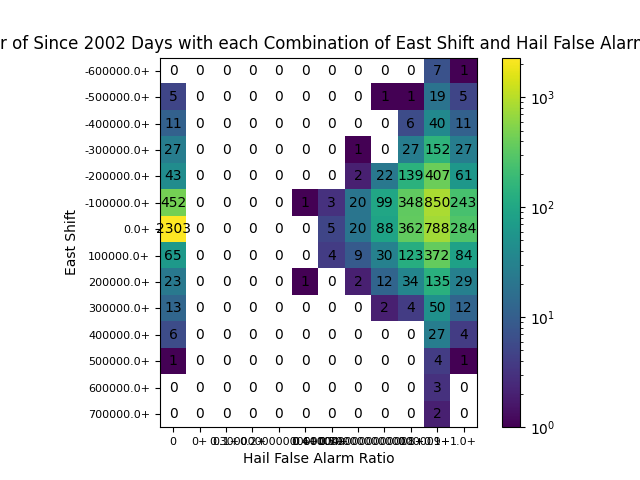 r of Since 2002 Days with each Combination of East Shift and Hail False Alarm
-600000.0+ 0 0 0 0 0 0 0 0 0 0 7 1
-500000.0+ 5 0 0 0 0 0 0 0 1 1 19 5
-400000.0+ 11 0 0 0 0 0 0 0 0 6 40 11
-300000.0+ 27 0 0 0 0 0 0 1 0 27 152 27
-200000.0+ 43 0 0 0 0 0 0 2 22 139 407 61
-100000.0+ 452 0 0 0 0 1 3 20 99 348 850 243
0.0+ 2303 0 0 0 0 0 5 20 88 362 788 284
100000.0+ 65 0 0 0 0 0 4 9 30 123 372 84
200000.0+ 23 0 0 0 0 1 0 2 12 34 135 29
300000.0+ 13 0 0 0 0 0 0 0 2 4 50 12
400000.0+ 6 0 0 0 0 0 0 0 0 0 27 4
500000.0+ 1 0 0 0 0 0 0 0 0 0 4 1
600000.0+ 0 0 0 0 0 0 0 0 0 0 3 0
700000.0+ 0 0 0 0 0 0 0 0 0 0 2 0
0 0+ 1.0+
Hail False Alarm Ratio
East Shift
10³
10²
10¹
10⁰